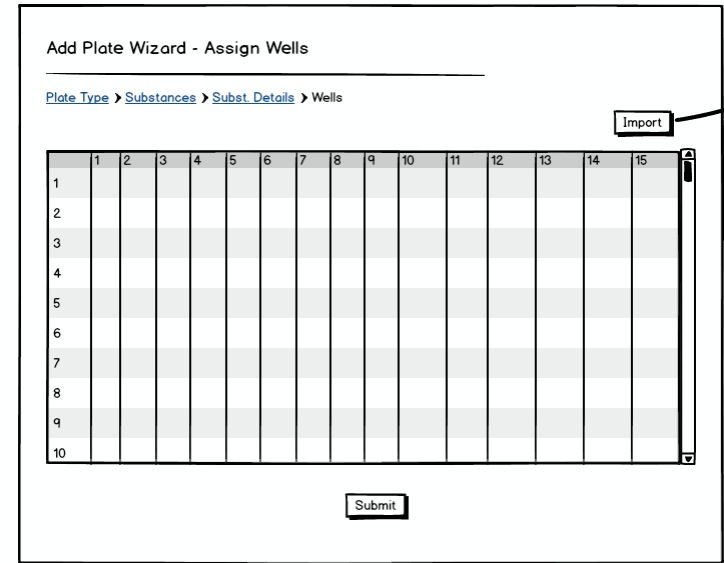 Add Plate Wizard - Assign Wells
Plate Type > Substances > Subst. Details > Wells
Import
1 2 3 4 5 6 7 8 9 10 11 12 13 14 15
1
2
3
4
5
6
7
8
9
10
Submit